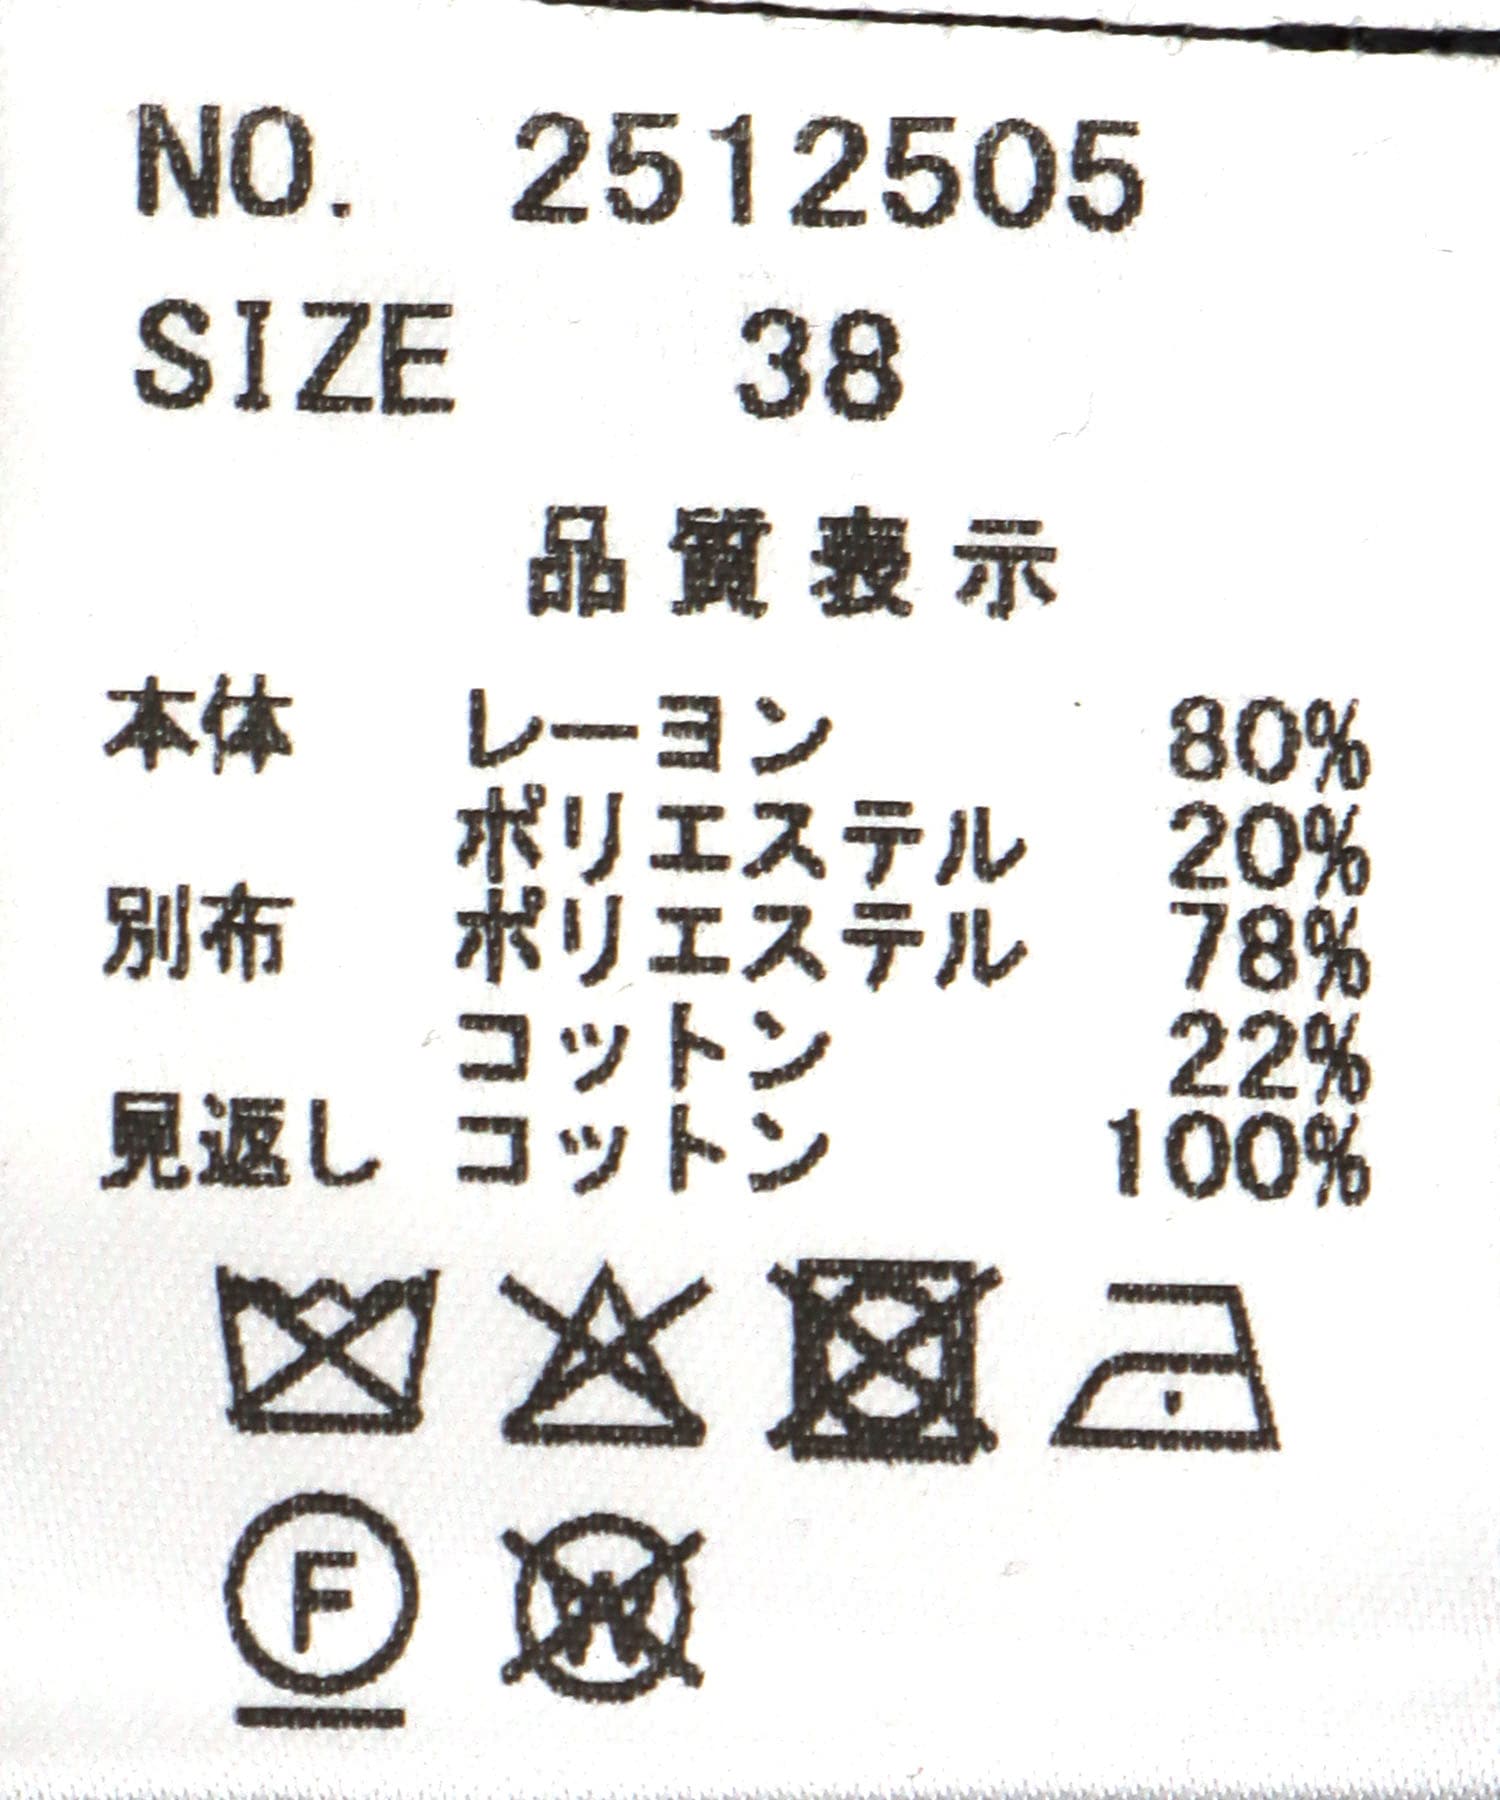 NO. 2512505
SIZE 38
品質表示
本体 レーヨン 80%
ポリエステル 20%
別布 ポリエステル 78%
コットン 22%
見返し コットン 100%
F
W